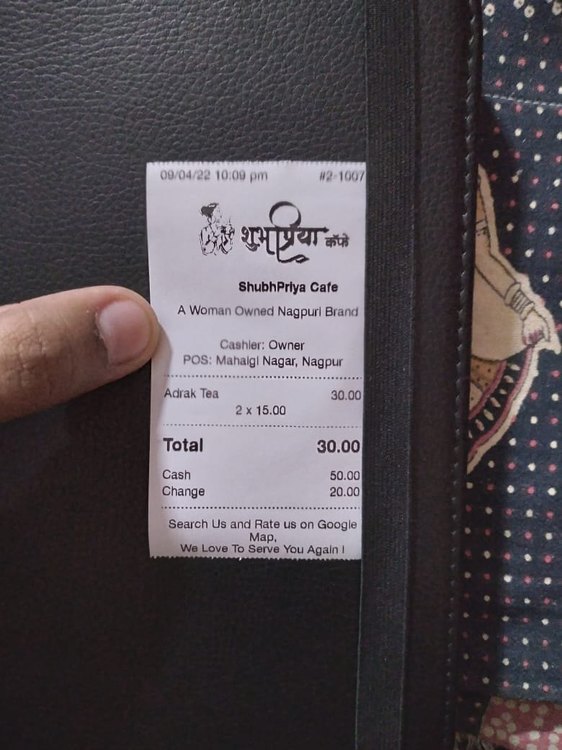 09/04/22 10:09 pm #2-1007
शुभप्रिया कॅफे
ShubhPriya Cafe
A Woman Owned Nagpuri Brand
Cashier: Owner
POS: Mahalgi Nagar, Nagpur
Adrak Tea 30.00
2 x 15.00
Total 30.00
Cash 50.00
Change 20.00
Search Us and Rate us on Google
Map,
We Love To Serve You Again !